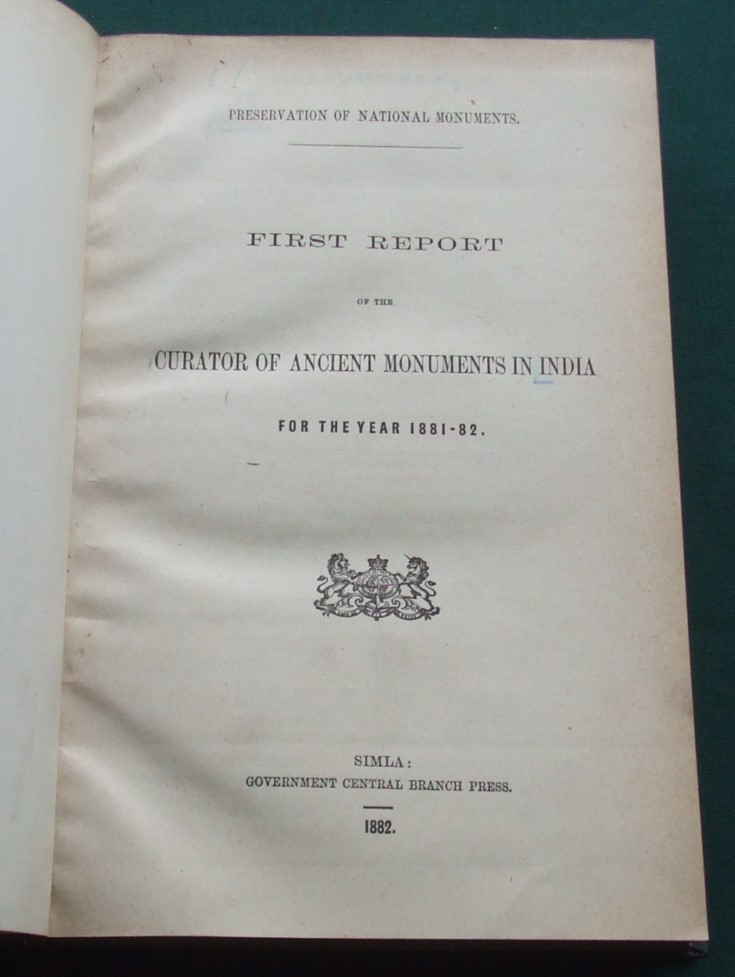 PRESERVATION OF NATIONAL MONUMENTS.
FIRST REPORT
OF THE
CURATOR OF ANCIENT MONUMENTS IN INDIA
FOR THE YEAR 1881-82.
SIMLA:
GOVERNMENT CENTRAL BRANCH PRESS.
1882.